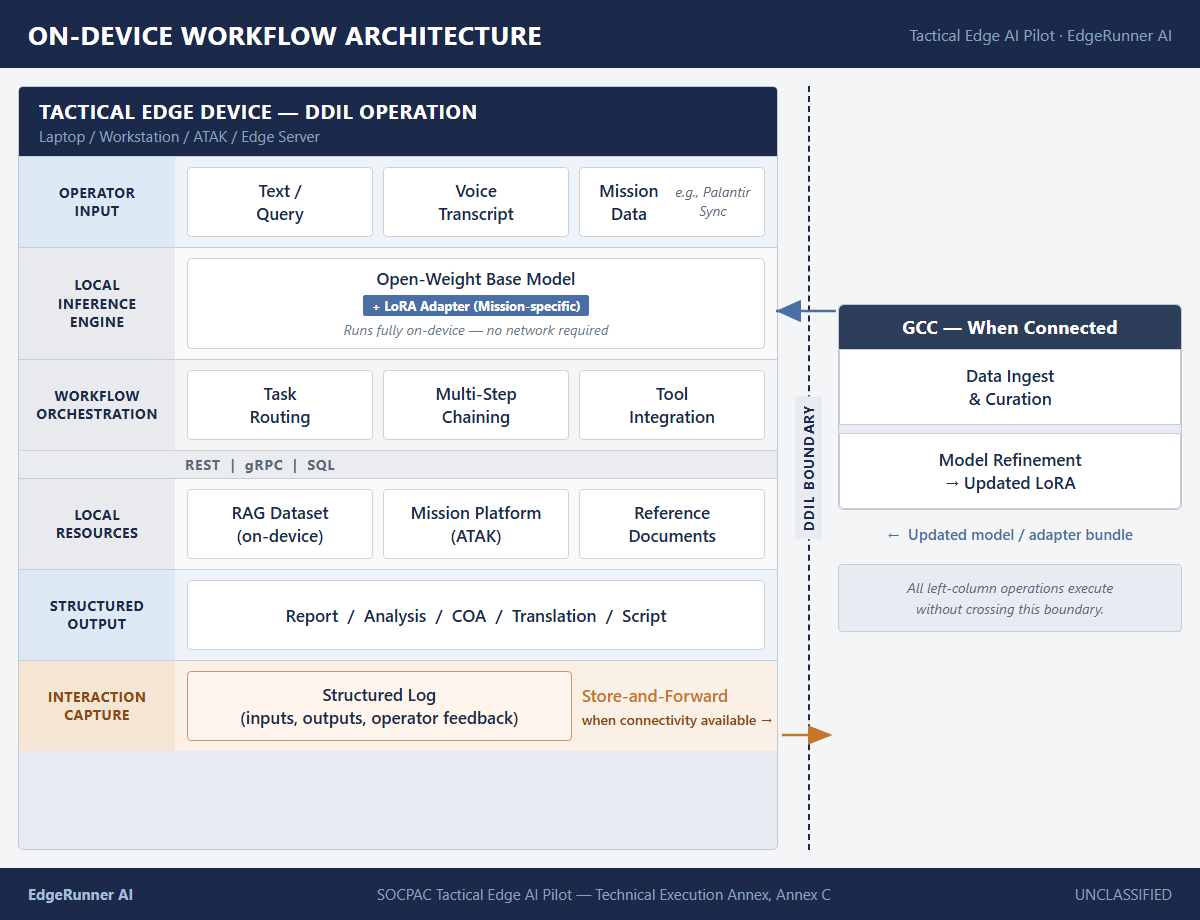 ON-DEVICE WORKFLOW ARCHITECTURE
Tactical Edge AI Pilot · EdgeRunner AI
TACTICAL EDGE DEVICE — DDIL OPERATION
Laptop / Workstation / ATAK / Edge Server
OPERATOR
INPUT
Text /
Query
Voice
Transcript
Mission
Data
e.g., Palantir
Sync
LOCAL
INFERENCE
ENGINE
Open-Weight Base Model
+ LoRA Adapter (Mission-specific)
Runs fully on-device — no network required
WORKFLOW
ORCHESTRATION
Task
Routing
Multi-Step
Chaining
Tool
Integration
REST | gRPC | SQL
LOCAL
RESOURCES
RAG Dataset
(on-device)
Mission Platform
(ATAK)
Reference
Documents
STRUCTURED
OUTPUT
Report / Analysis / COA / Translation / Script
INTERACTION
CAPTURE
Structured Log
(inputs, outputs, operator feedback)
Store-and-Forward
when connectivity available →
DDIL BOUNDARY
GCC — When Connected
Data Ingest
& Curation
Model Refinement
→ Updated LoRA
← Updated model / adapter bundle
All left-column operations execute
without crossing this boundary.
EdgeRunner AI
SOCPAC Tactical Edge AI Pilot — Technical Execution Annex, Annex C
UNCLASSIFIED